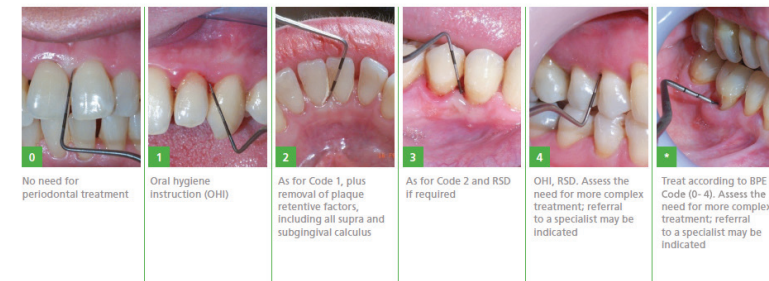 0
No need for
periodontal treatment
1
Oral hygiene
instruction (OHI)
2
As for Code 1, plus
removal of plaque
retentive factors,
including all supra and
subgingival calculus
3
As for Code 2 and RSD
if required
4
OHI, RSD. Assess the
need for more complex
treatment; referral
to a specialist may be
indicated
*
Treat according to BPE
Code (0- 4). Assess the
need for more complex
treatment; referral
to a specialist may be
indicated